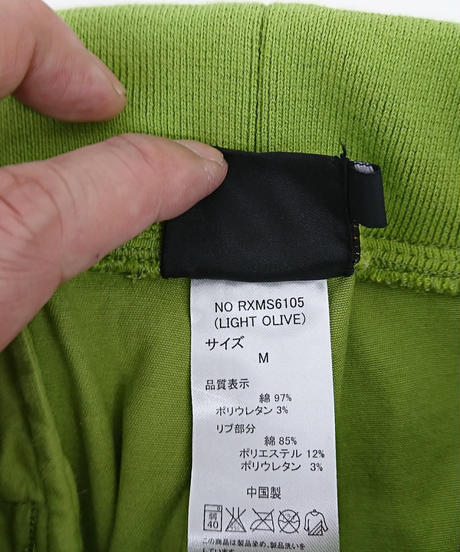 NO RXMS6105
(LIGHT OLIVE)
サイズ
M
品質表示
綿 97%
ポリウレタン 3%
リブ部分
綿 85%
ポリエステル 12%
ポリウレタン 3%
中国製
弱
40
この商品は製品染め、製品洗い